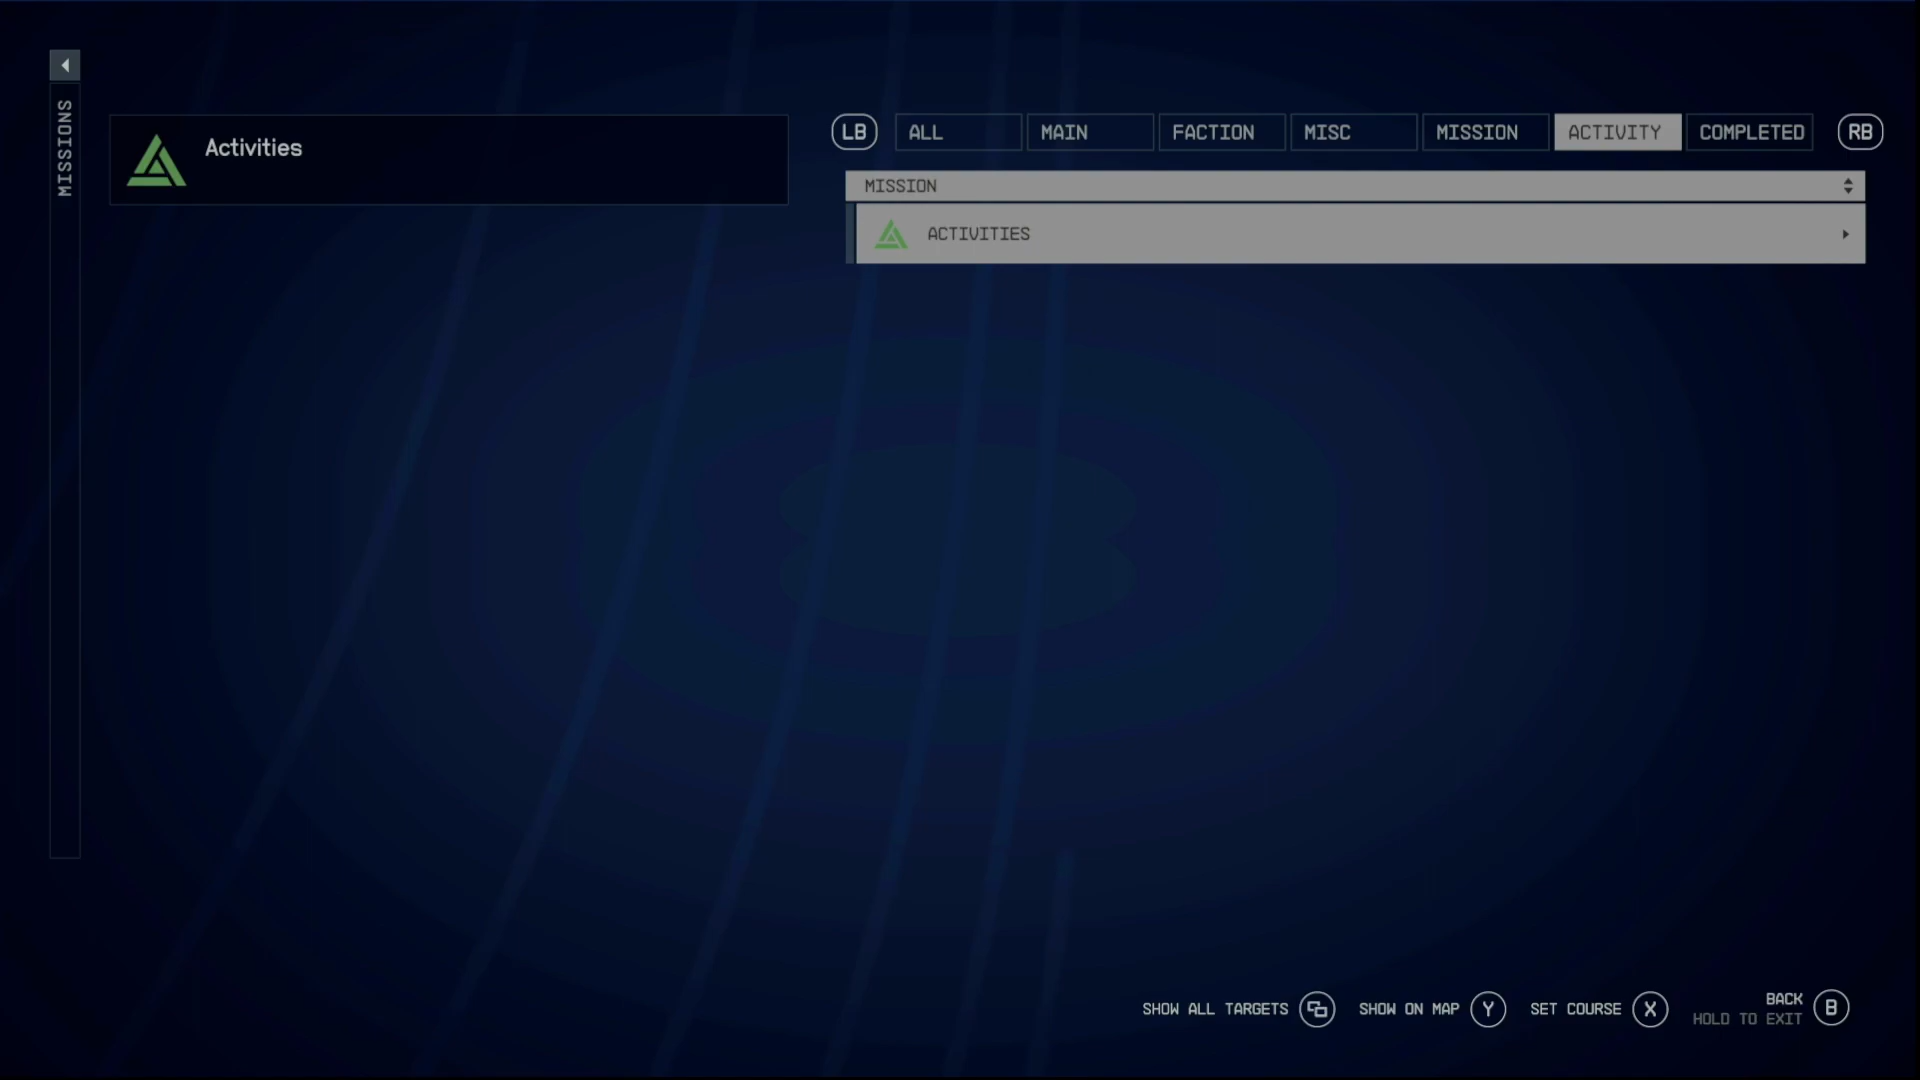 MISSIONS
Activities
LB ALL MAIN FACTION MISC MISSION ACTIVITY COMPLETED RB
MISSION
ACTIVITIES
SHOW ALL TARGETS SHOW ON MAP Y SET COURSE X BACK B
HOLD TO EXIT